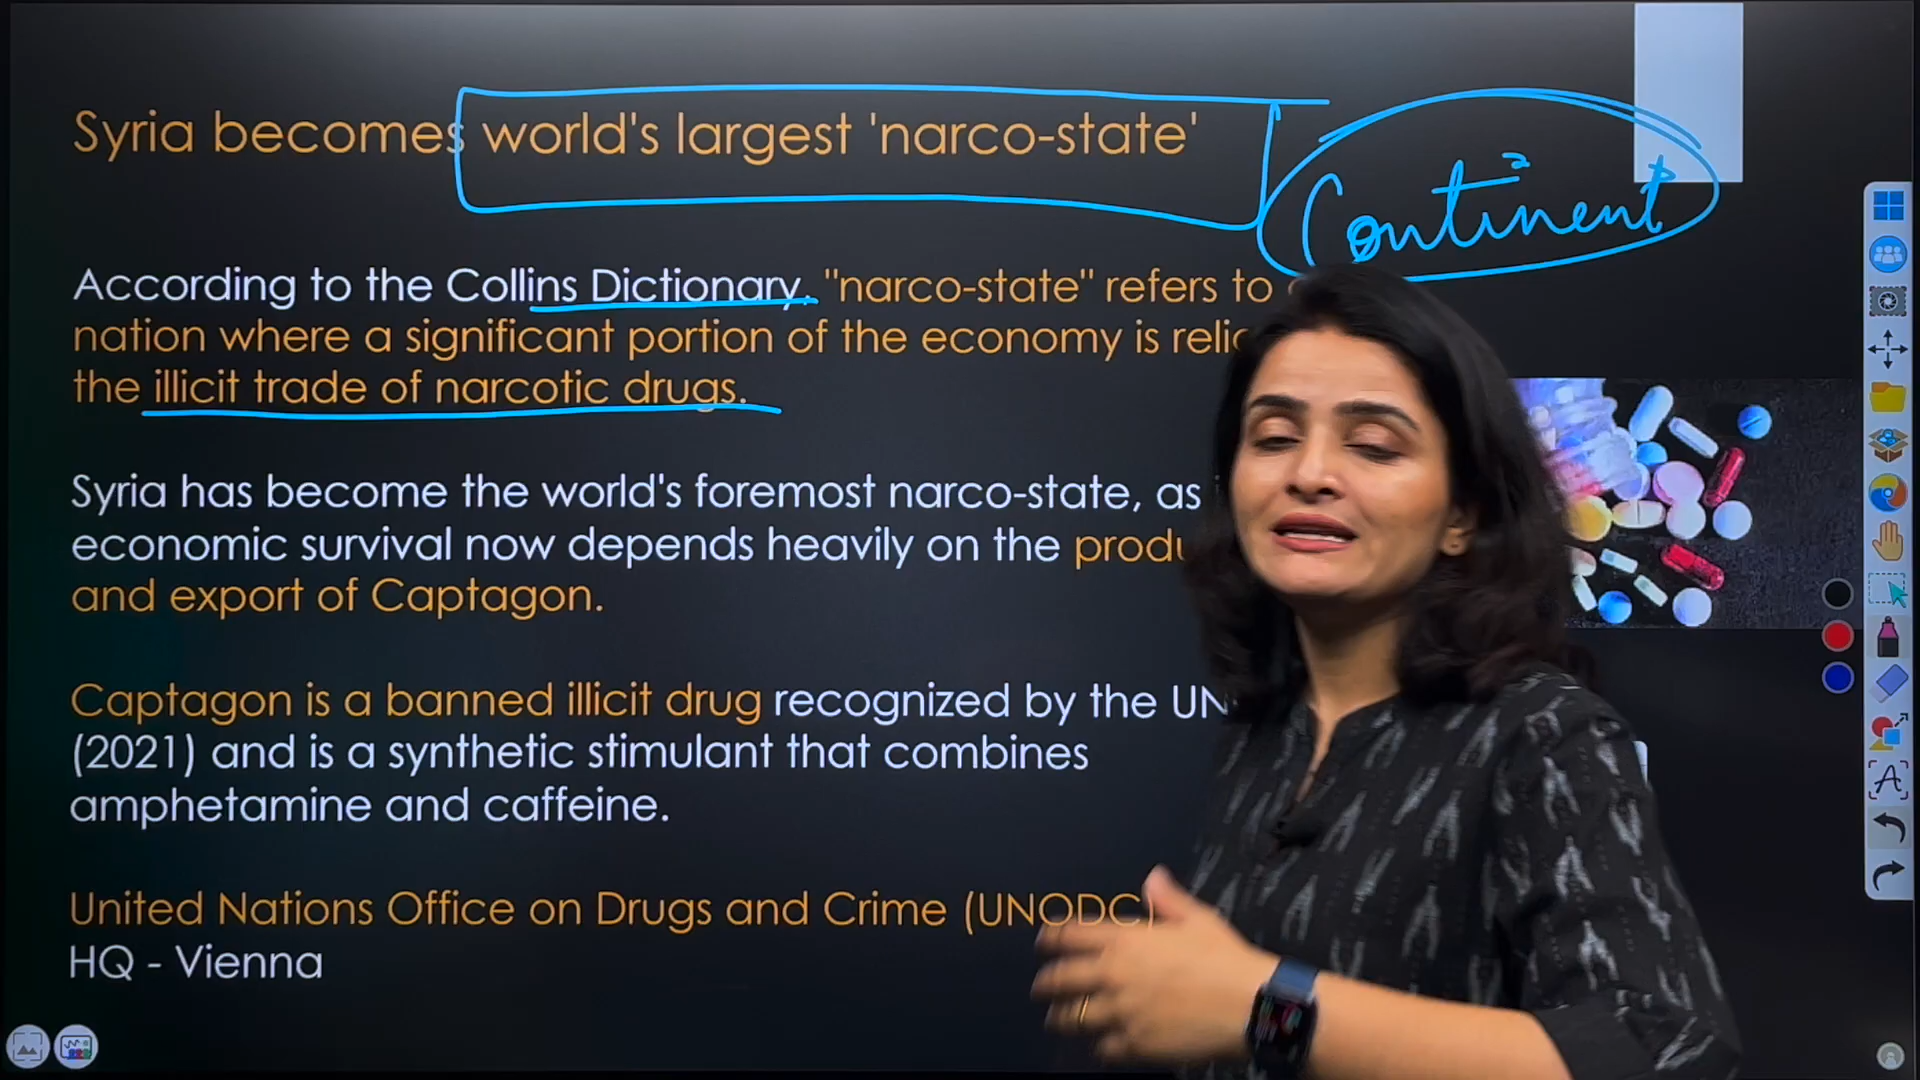 Syria becomes world's largest 'narco-state'
Continent
According to the Collins Dictionary, "narco-state" refers to
nation where a significant portion of the economy is
the illicit trade of narcotic drugs.
Syria has become the world's foremost narco-state, as
economic survival now depends heavily on the
and export of Captagon.
Captagon is a banned illicit drug recognized by the
(2021) and is a synthetic stimulant that combines
amphetamine and caffeine.
United Nations Office on Drugs and Crime (UNODC)
HQ - Vienna